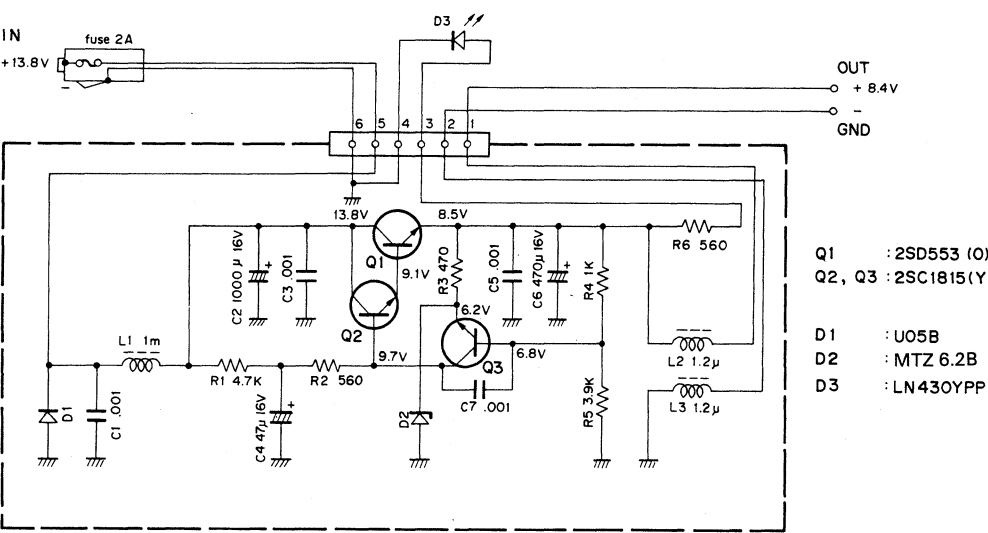 IN
fuse 2A
+13.8V
−
D3
OUT
+ 8.4V
−
GND
6 5 4 3 2 1
13.8V
8.5V
R6 560
Q1
9.1V
C2 1000µ 16V
+
C3 .001
R3 470
C5 .001
C6 470µ 16V
+
R4 1K
Q1 : 2SD553 (O)
Q2, Q3 : 2SC1815(Y
Q2
6.2V
L1 1m
9.7V
Q3
6.8V
L2 1.2µ
D1 : U05B
D2 : MTZ 6.2B
D3 : LN430YPP
R1 4.7K
R2 560
C7 .001
L3 1.2µ
D1
C1 .001
C4 47µ 16V
+
D2
R5 3.9K